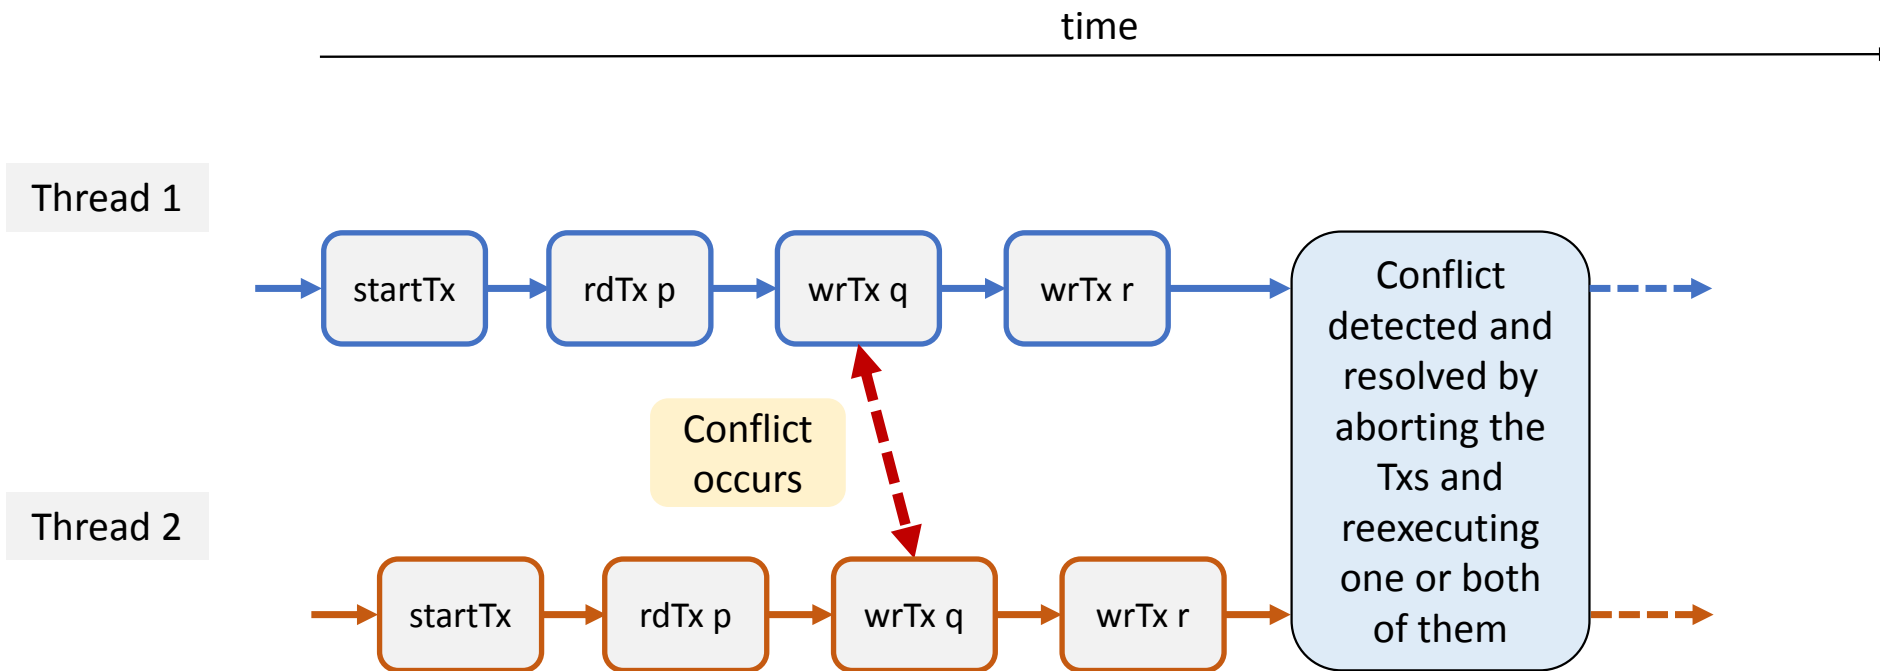 time
Thread 1
startTx
rdTx p
wrTx q
wrTx r
Conflict
detected and
resolved by
aborting the
Txs and
reexecuting
one or both
of them
Conflict
occurs
Thread 2
startTx
rdTx p
wrTx q
wrTx r